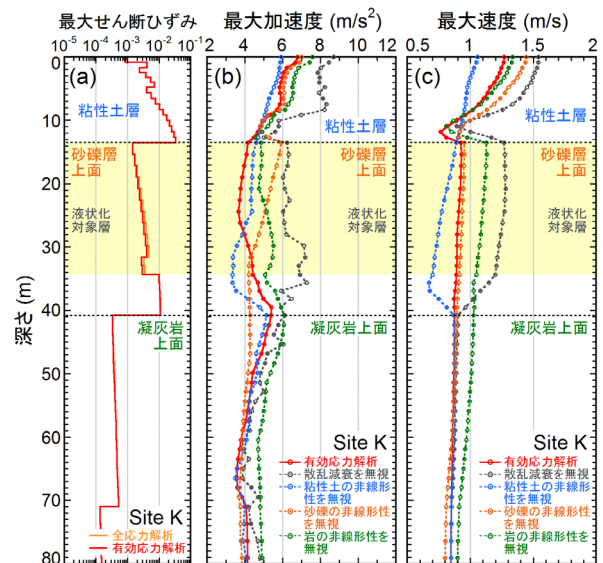 最大せん断ひずみ
10-5 10-4 10-3 10-2 10-1
(a)
粘性土層
砂礫層
上面
液状化
対象層
凝灰岩
上面
Site K
全応力解析
有効応力解析
深さ (m)
0
10
20
30
40
50
60
70
80
最大加速度 (m/s2)
2 4 6 8 10 12
(b)
粘性土層
砂礫層
上面
液状化
対象層
凝灰岩上面
Site K
有効応力解析
散乱減衰を無視
粘性土の非線形
性を無視
砂礫の非線形性
を無視
岩の非線形性を
無視
最大速度 (m/s)
0.5 1 1.5 2
(c)
粘性土層
砂礫層
上面
液状化
対象層
凝灰岩上面
Site K
有効応力解析
散乱減衰を無視
粘性土の非線形
性を無視
砂礫の非線形性
を無視
岩の非線形性を
無視